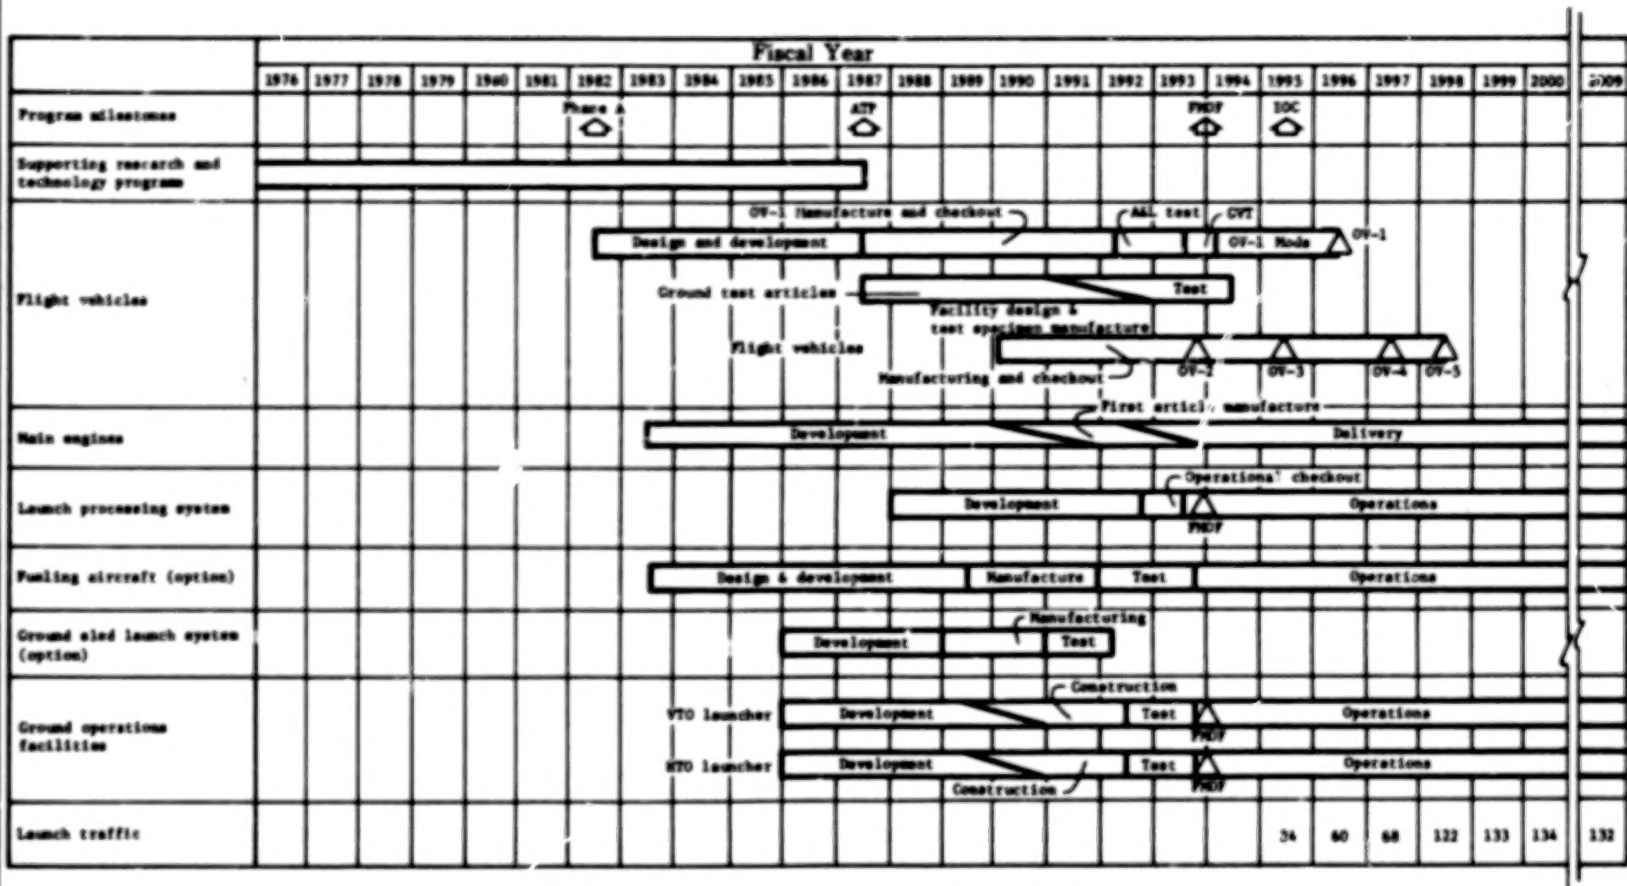 Fiscal Year
1976 1977 1978 1979 1980 1981 1982 1983 1984 1985 1986 1987 1988 1989 1990 1991 1992 1993 1994 1995 1996 1997 1998 1999 2000 2009
Program milestones
Phase A ATP FMOF IOC
Supporting research and
technology programs
Flight vehicles
OV-1 Manufacture and checkout A&L test GVT
Design and development OV-1 Mods OV-1
Ground test articles Test
Facility design &
test specimen manufacture
Flight vehicles
Manufacturing and checkout OV-2 OV-3 OV-4 OV-5
First article manufacture
Main engines Development Delivery
Operational checkout
Launch processing system Development Operations
FMOF
Fueling aircraft (option) Design & development Manufacture Test Operations
Manufacturing
Ground sled launch system
(option)
Development Test
Construction
Ground operations
facilities
VTO launcher Development Test Operations
FMOF
HTO launcher Development Test Operations
Construction FMOF
Launch traffic 60 68 122 133 134 132